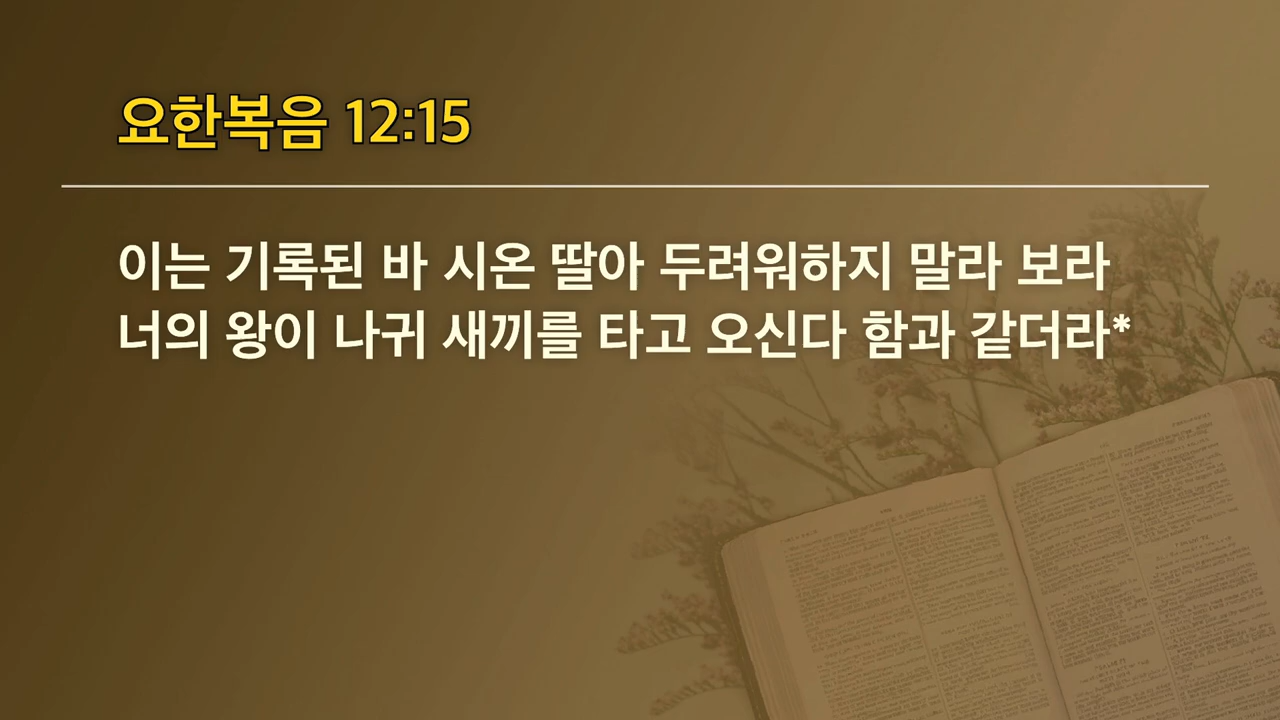 요한복음 12:15
이는 기록된 바 시온 딸아 두려워하지 말라 보라
너의 왕이 나귀 새끼를 타고 오신다 함과 같더라*